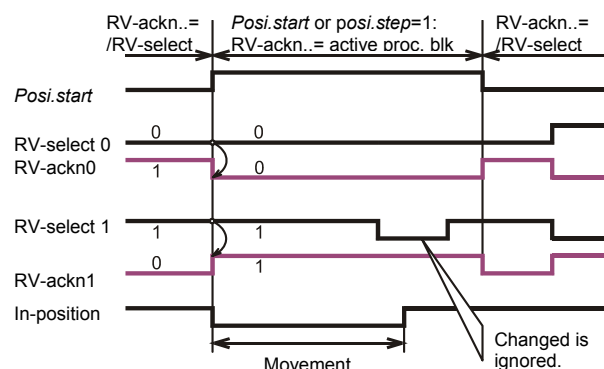 RV-ackn..=
/RV-select
Posi.start or posi.step=1:
RV-ackn..= active proc. blk
RV-ackn..=
/RV-select
Posi.start
0
0
RV-select 0
RV-ackn0
1
0
RV-select 1
1
1
0
1
RV-ackn1
In-position
Changed is
ignored.
Movement